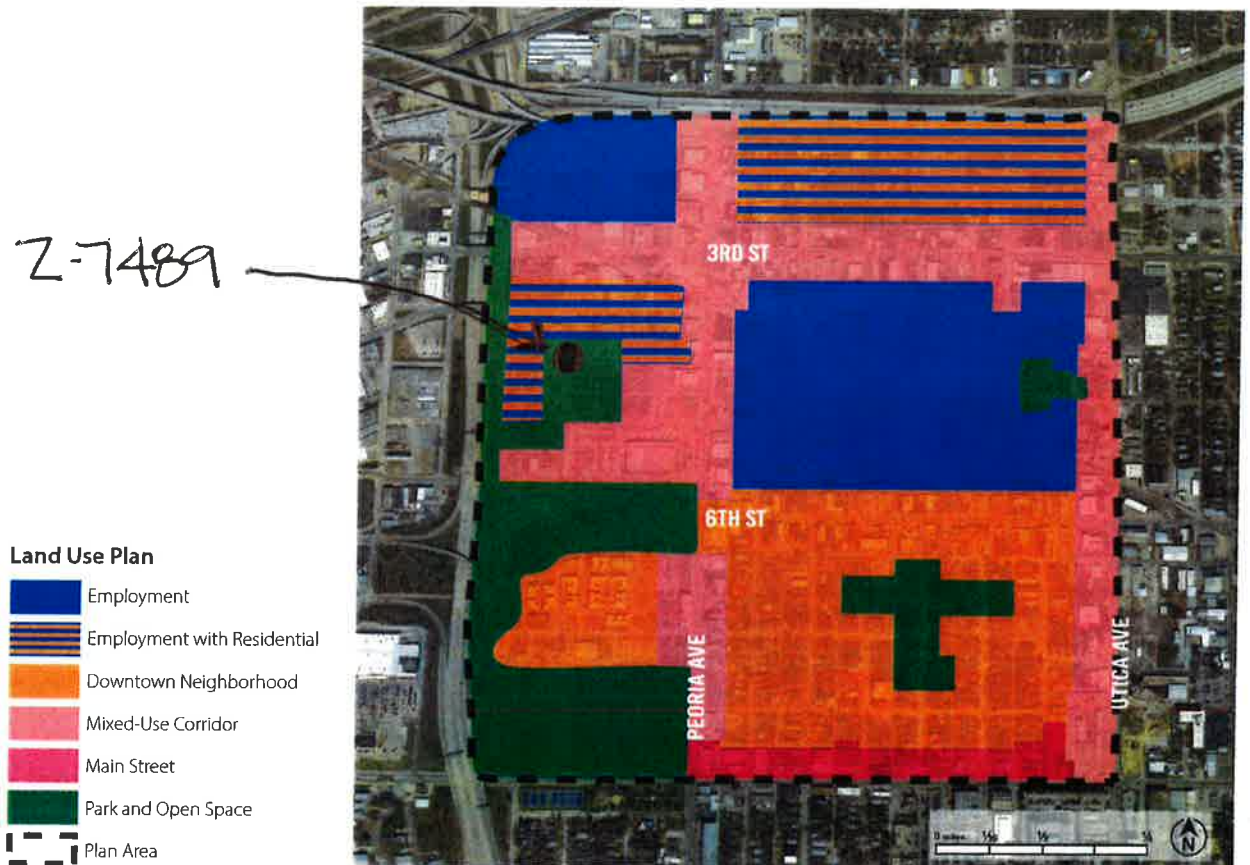 Z-7489
3RD ST
6TH ST
PEORIA AVE
UTICA AVE
Land Use Plan
Employment
Employment with Residential
Downtown Neighborhood
Mixed-Use Corridor
Main Street
Park and Open Space
Plan Area
N